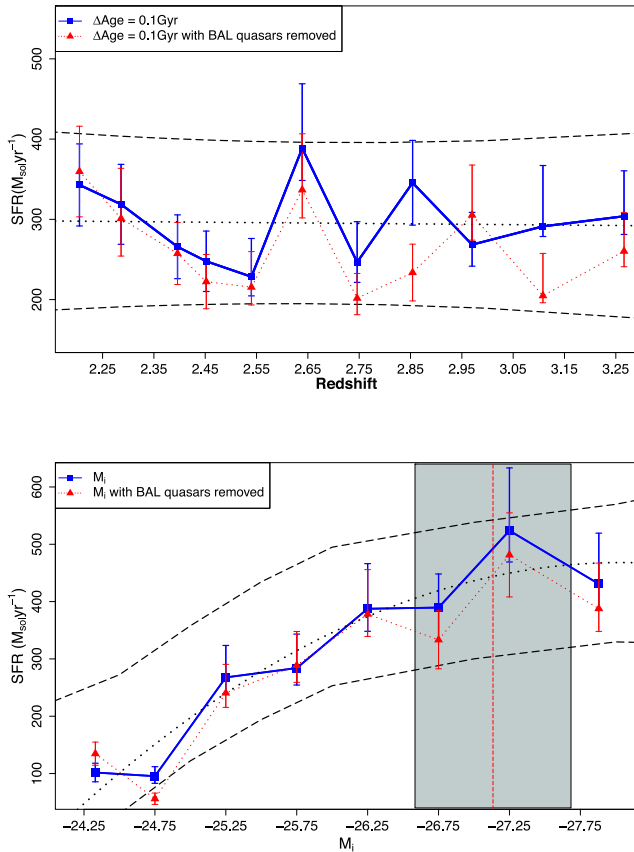 ΔAge = 0.1Gyr
ΔAge = 0.1Gyr with BAL quasars removed
SFR(M_sol yr⁻¹)
500
400
300
200
2.25 2.35 2.45 2.55 2.65 2.75 2.85 2.95 3.05 3.15 3.25
Redshift
M_i
M_i with BAL quasars removed
SFR (M_sol yr⁻¹)
600
500
400
300
200
100
−24.25 −24.75 −25.25 −25.75 −26.25 −26.75 −27.25 −27.75
M_i